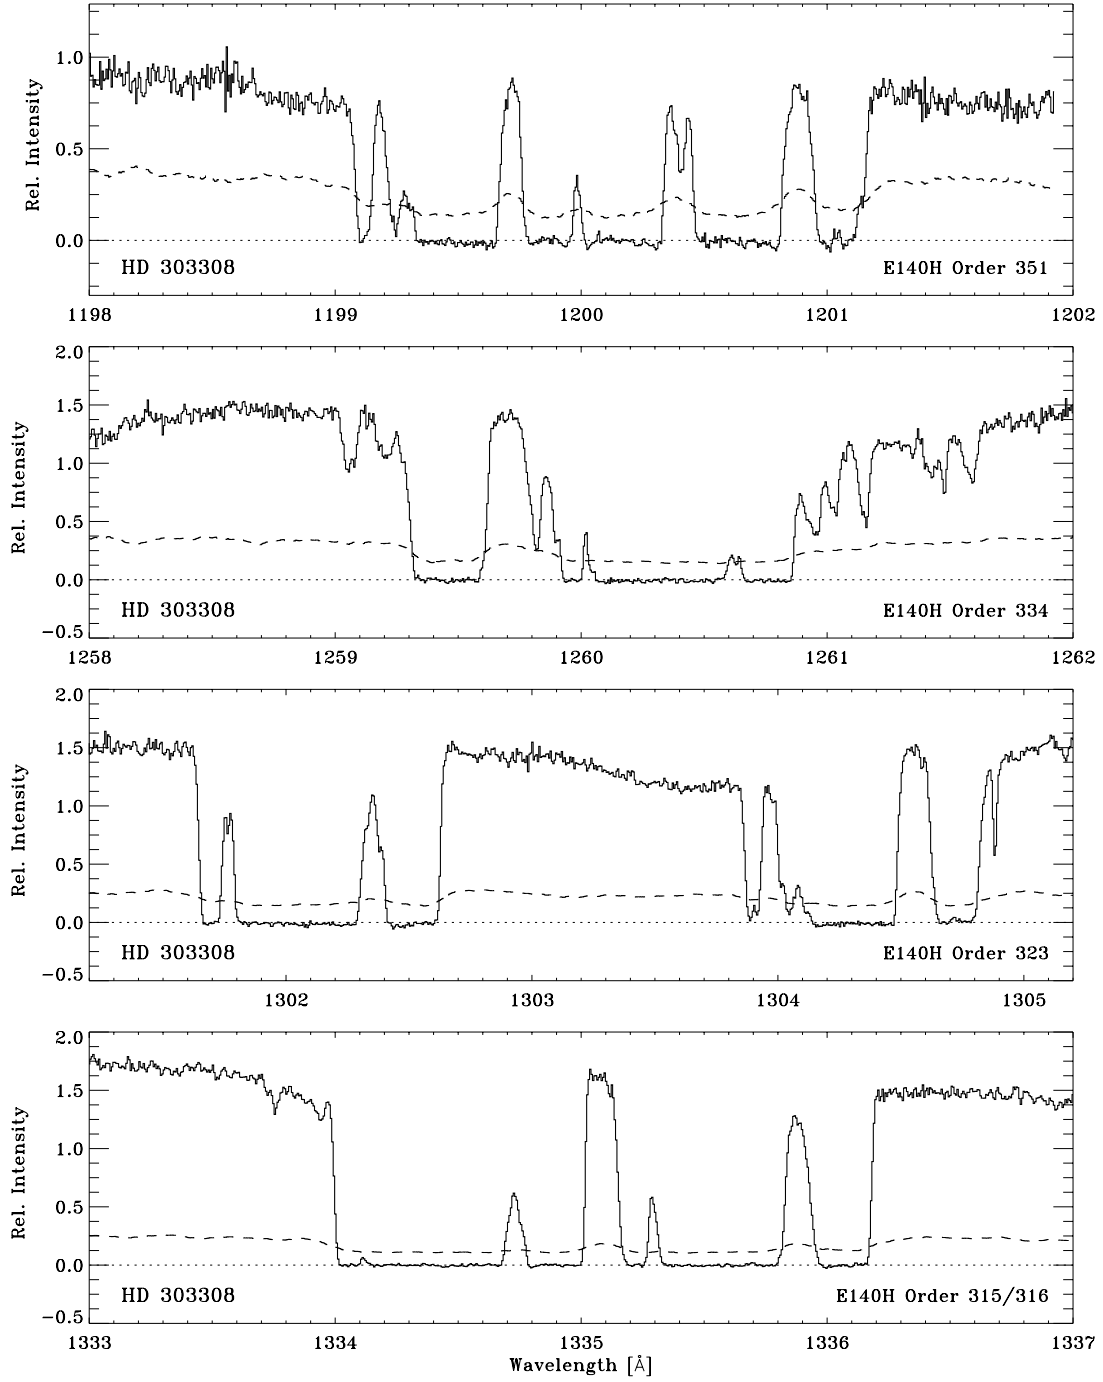 Rel. Intensity
1.0
0.5
0.0
HD 303308
E140H Order 351
1198 1199 1200 1201 1202
Rel. Intensity
2.0
1.5
1.0
0.5
0.0
−0.5
HD 303308
E140H Order 334
1258 1259 1260 1261 1262
Rel. Intensity
2.0
1.5
1.0
0.5
0.0
−0.5
HD 303308
E140H Order 323
1302 1303 1304 1305
Rel. Intensity
2.0
1.5
1.0
0.5
0.0
−0.5
HD 303308
E140H Order 315/316
1333 1334 1335 1336 1337
Wavelength [Å]